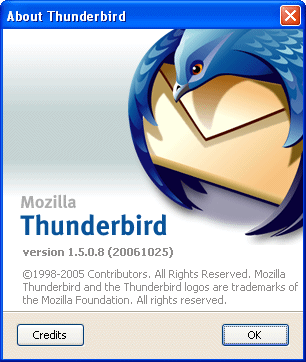 About Thunderbird
Mozilla
Thunderbird
version 1.5.0.8 (20061025)
©1998-2005 Contributors. All Rights Reserved. Mozilla
Thunderbird and the Thunderbird logos are trademarks of
the Mozilla Foundation. All rights reserved.
Credits
OK